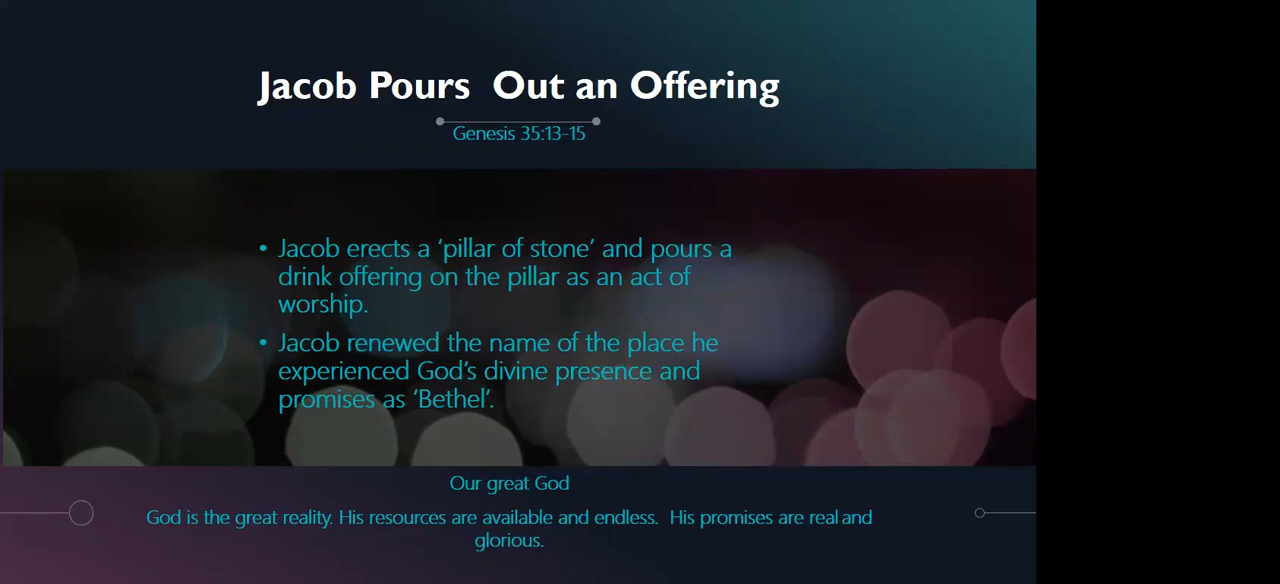 Jacob Pours  Out an Offering
Genesis 35:13-15
• Jacob erects a ‘pillar of stone’ and pours a
drink offering on the pillar as an act of
worship.
• Jacob renewed the name of the place he
experienced God’s divine presence and
promises as ‘Bethel’.
Our great God
God is the great reality. His resources are available and endless.  His promises are real and
glorious.